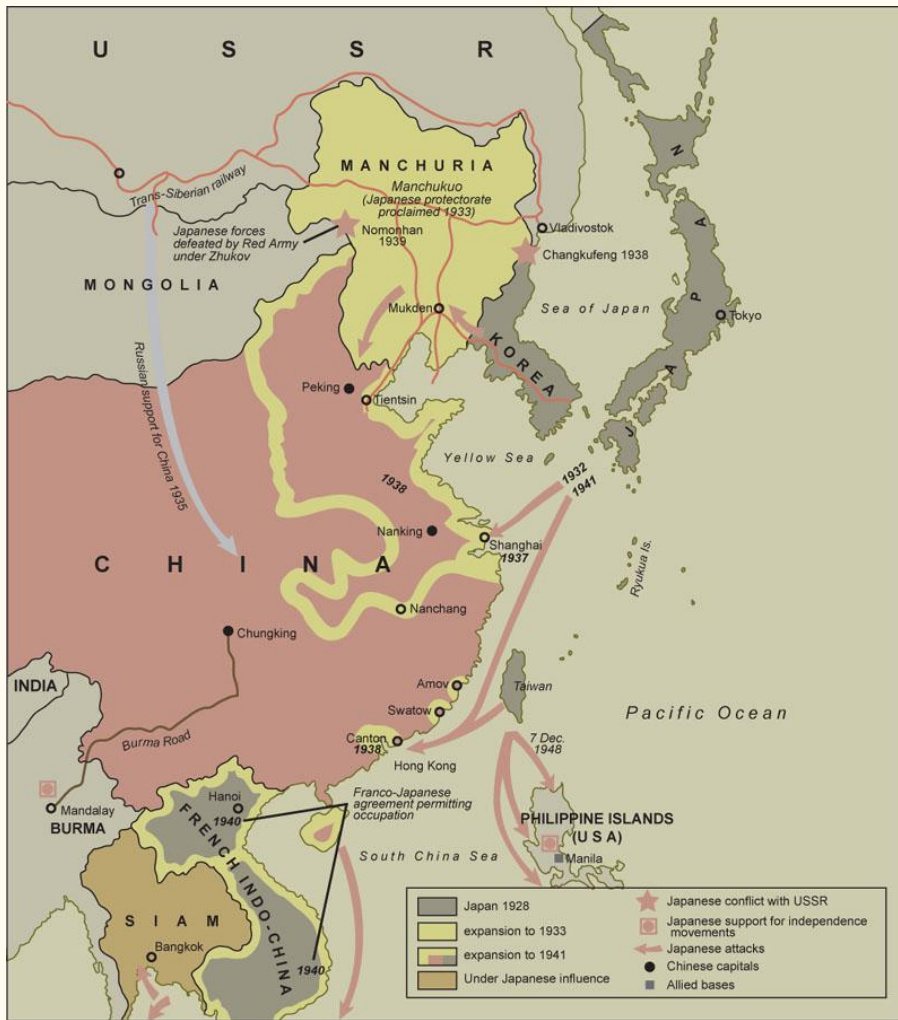 U S S R
MANCHURIA
Manchukuo
(Japanese protectorate
proclaimed 1933)
Trans-Siberian railway
Japanese forces
defeated by Red Army
under Zhukov
Nomonhan
1939
Vladivostok
Changkufeng 1938
MONGOLIA
Sea of Japan
JAPAN
Tokyo
Mukden
KOREA
Russian support for China 1935
Peking
Tientsin
Yellow Sea
1938
1932
1941
Nanking
Shanghai
1937
CHINA
Ryukua Is.
Nanchang
Chungking
INDIA
Amov
Taiwan
Swatow
Pacific Ocean
Burma Road
Canton
1938
Hong Kong
7 Dec.
1948
Mandalay
BURMA
Hanoi
1940
Franco-Japanese
agreement permitting
occupation
PHILIPPINE ISLANDS
(U S A)
Manila
FRENCH INDO-CHINA
South China Sea
SIAM
Bangkok
1940
Japan 1928
expansion to 1933
expansion to 1941
Under Japanese influence
Japanese conflict with USSR
Japanese support for independence
movements
Japanese attacks
Chinese capitals
Allied bases